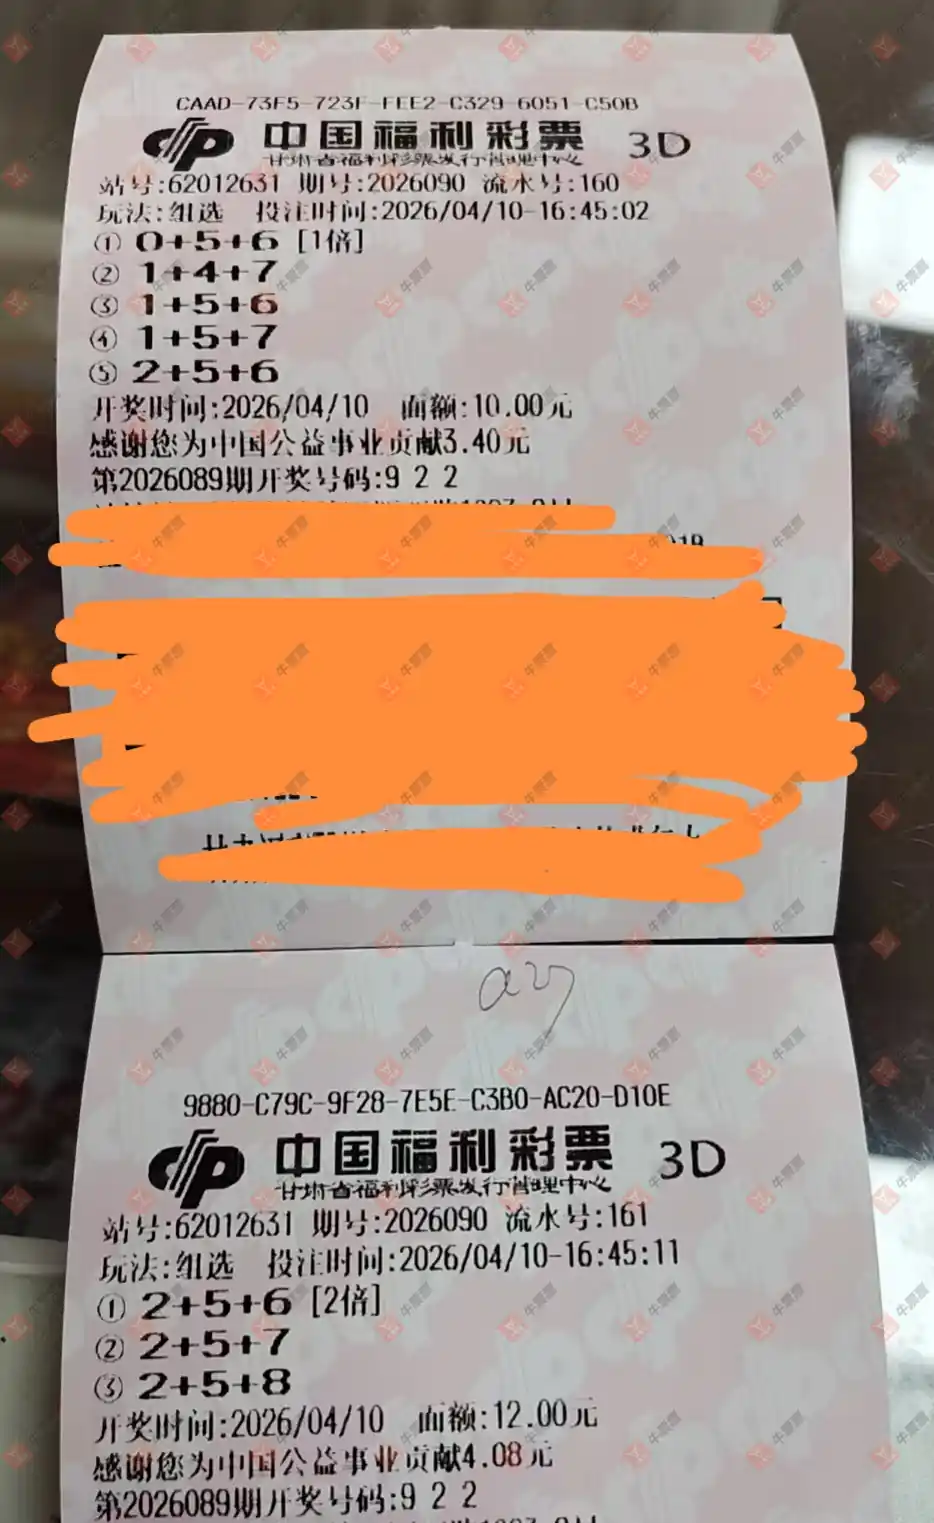 CAAD-73F5-723F-FEE2-C329-6051-C50B
中国福利彩票 3D
甘肃省福利彩票发行管理中心
站号:62012631 期号:2026090 流水号:160
玩法:组选 投注时间:2026/04/10-16:45:02
① 0+5+6 [1倍]
② 1+4+7
③ 1+5+6
④ 1+5+7
⑤ 2+5+6
开奖时间:2026/04/10 面额:10.00元
感谢您为中国公益事业贡献3.40元
第2026089期开奖号码:9 2 2
9880-C79C-9F28-7E5E-C3B0-AC20-D10E
中国福利彩票 3D
甘肃省福利彩票发行管理中心
站号:62012631 期号:2026090 流水号:161
玩法:组选 投注时间:2026/04/10-16:45:11
① 2+5+6 [2倍]
② 2+5+7
③ 2+5+8
开奖时间:2026/04/10 面额:12.00元
感谢您为中国公益事业贡献4.08元
第2026089期开奖号码:9 2 2